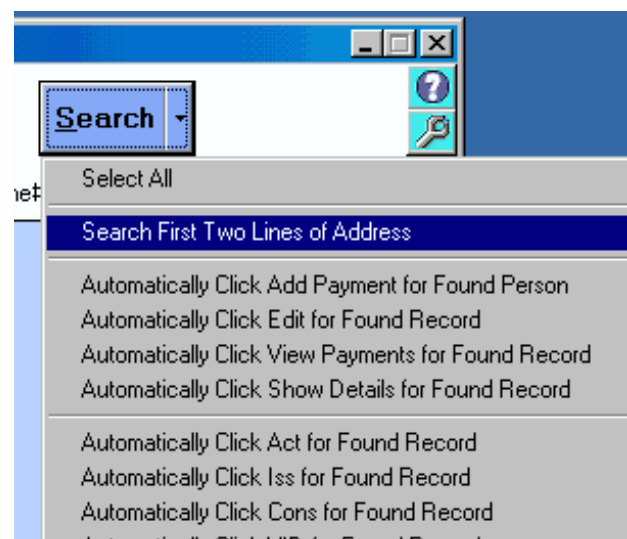 ?
Search
ne‡
Select All
Search First Two Lines of Address
Automatically Click Add Payment for Found Person
Automatically Click Edit for Found Record
Automatically Click View Payments for Found Record
Automatically Click Show Details for Found Record
Automatically Click Act for Found Record
Automatically Click Iss for Found Record
Automatically Click Cons for Found Record